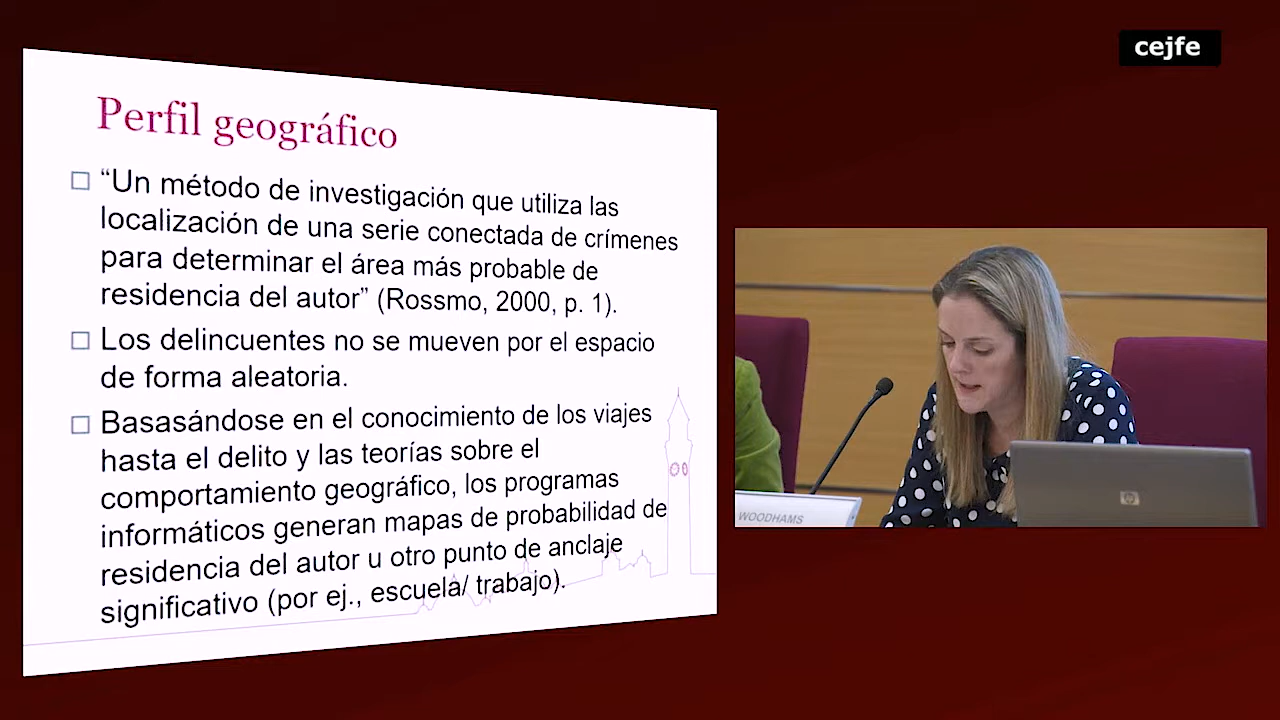 cejfe
Perfil geográfico
“Un método de investigación que utiliza las
localización de una serie conectada de crímenes
para determinar el área más probable de
residencia del autor” (Rossmo, 2000, p. 1).
Los delincuentes no se mueven por el espacio
de forma aleatoria.
Basasándose en el conocimiento de los viajes
hasta el delito y las teorías sobre el
comportamiento geográfico, los programas
informáticos generan mapas de probabilidad de
residencia del autor u otro punto de anclaje
significativo (por ej., escuela/ trabajo).
WOODHAMS
hp